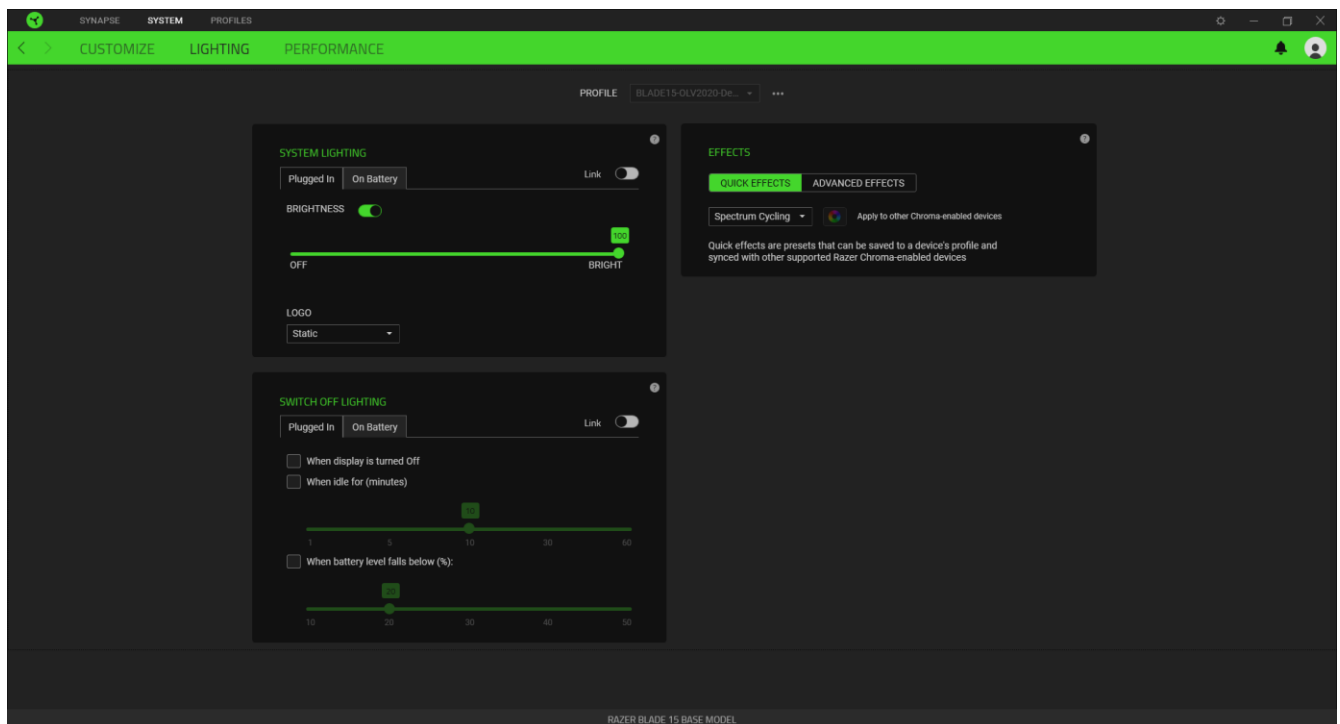 SYNAPSE SYSTEM PROFILES
CUSTOMIZE LIGHTING PERFORMANCE
PROFILE BLADE15-OLV2020-De...
SYSTEM LIGHTING
Plugged In On Battery Link
BRIGHTNESS
100
OFF BRIGHT
LOGO
Static
EFFECTS
QUICK EFFECTS ADVANCED EFFECTS
Spectrum Cycling Apply to other Chroma-enabled devices
Quick effects are presets that can be saved to a device's profile and
synced with other supported Razer Chroma-enabled devices
SWITCH OFF LIGHTING
Plugged In On Battery Link
When display is turned Off
When idle for (minutes)
10
1 5 10 30 60
When battery level falls below (%):
20
10 20 30 40 50
RAZER BLADE 15 BASE MODEL